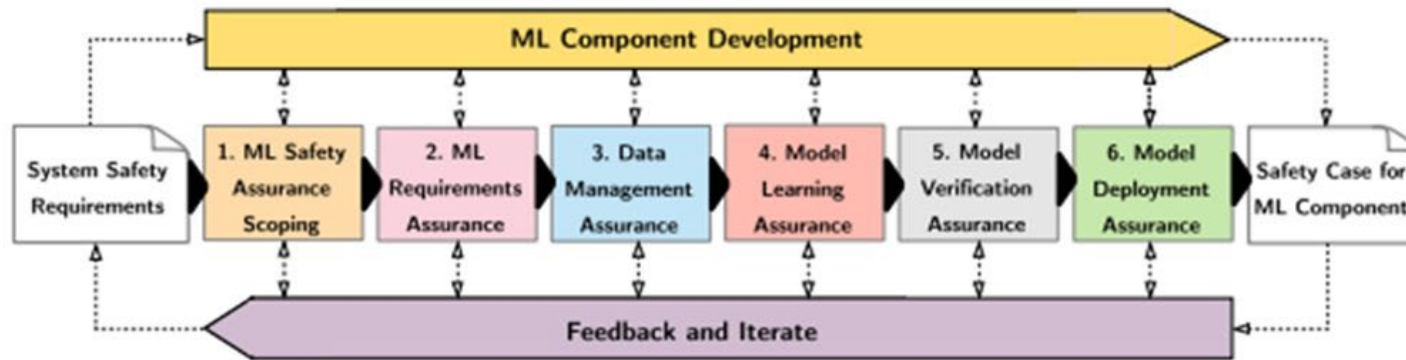 ML Component Development
System Safety
Requirements
1. ML Safety
Assurance
Scoping
2. ML
Requirements
Assurance
3. Data
Management
Assurance
4. Model
Learning
Assurance
5. Model
Verification
Assurance
6. Model
Deployment
Assurance
Safety Case for
ML Component
Feedback and Iterate